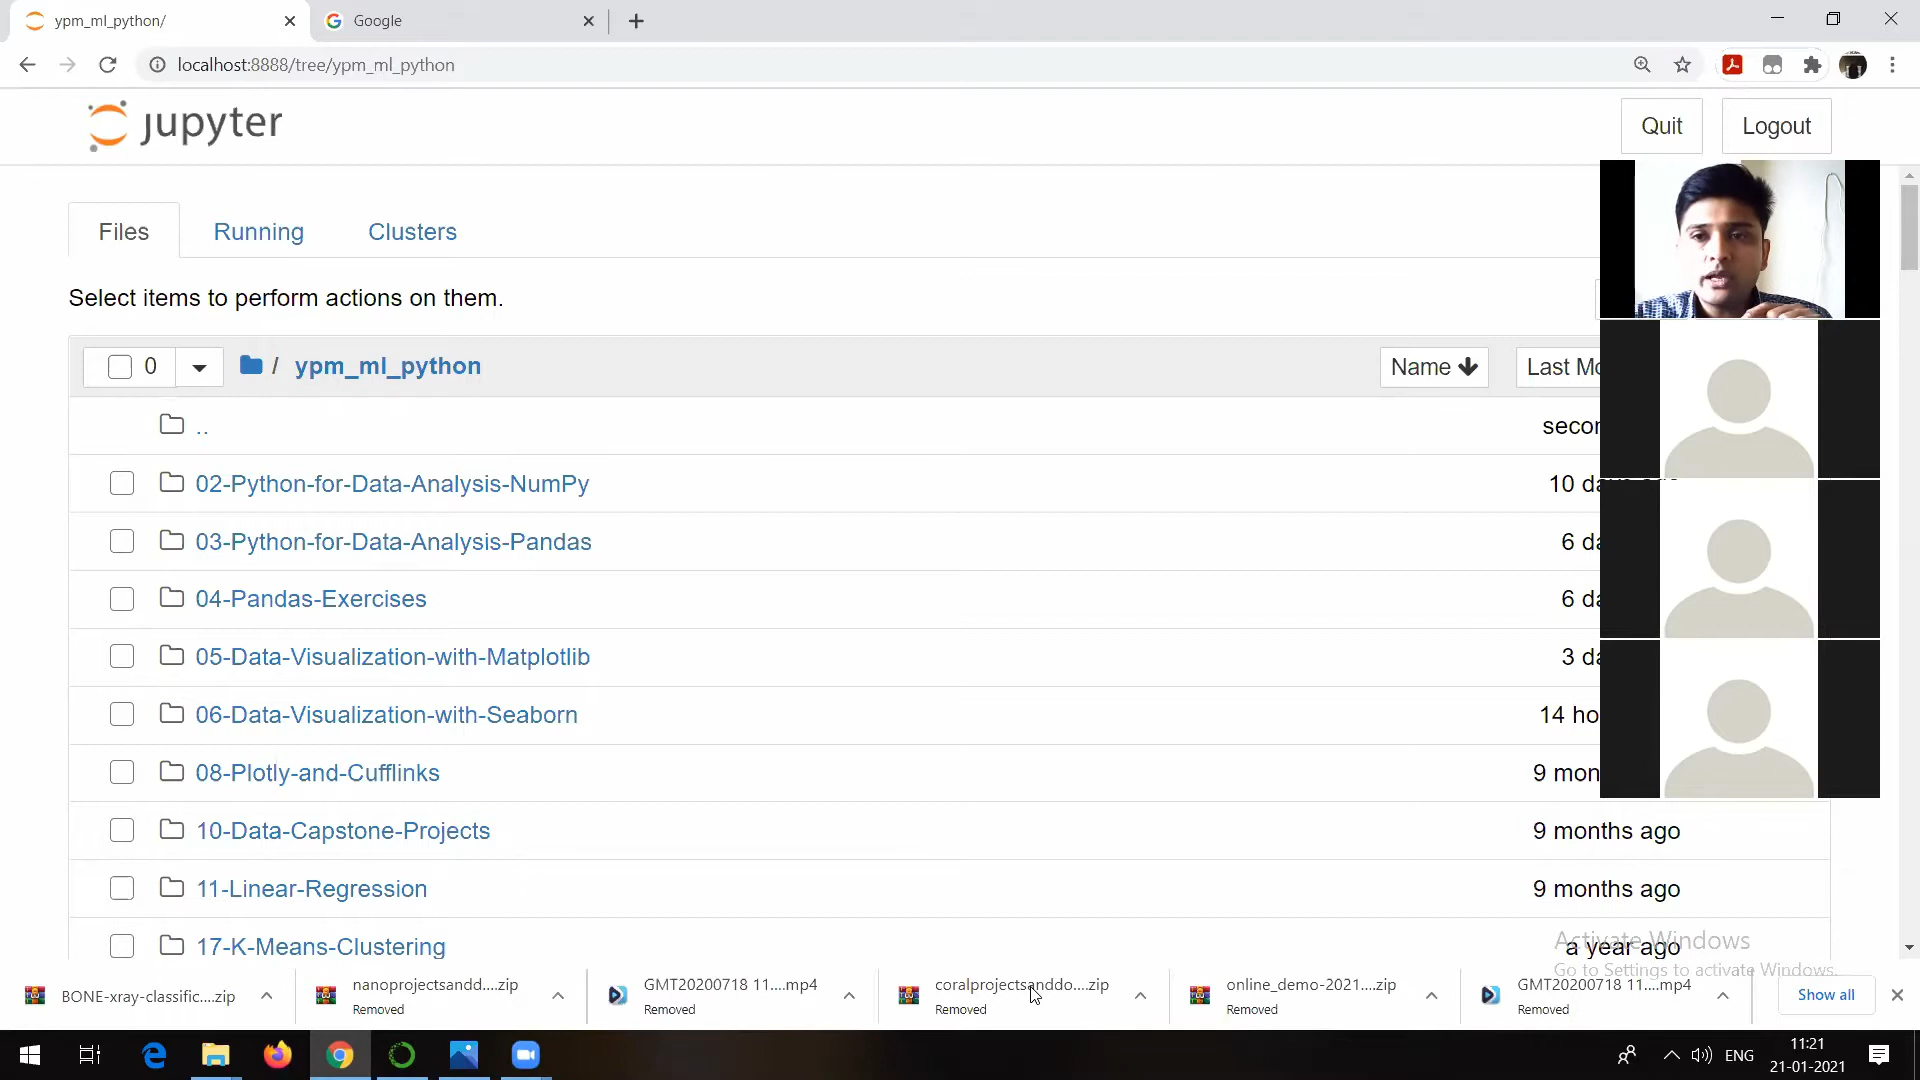 ypm_ml_python/
Google
localhost:8888/tree/ypm_ml_python
jupyter
Quit
Logout
Files
Running
Clusters
Select items to perform actions on them.
0
/ ypm_ml_python
Name
Last Mo
..
secon
02-Python-for-Data-Analysis-NumPy
10 days ago
03-Python-for-Data-Analysis-Pandas
6 da
04-Pandas-Exercises
6 da
05-Data-Visualization-with-Matplotlib
3 da
06-Data-Visualization-with-Seaborn
14 ho
08-Plotly-and-Cufflinks
9 mon
10-Data-Capstone-Projects
9 months ago
11-Linear-Regression
9 months ago
17-K-Means-Clustering
a year ago
Activate Windows
Go to Settings to activate Windows.
BONE-xray-classific....zip
nanoprojectsandd....zip
Removed
GMT20200718 11....mp4
Removed
coralprojectsanddo....zip
Removed
online_demo-2021....zip
Removed
GMT20200718 11....mp4
Removed
Show all
ENG
11:21
21-01-2021